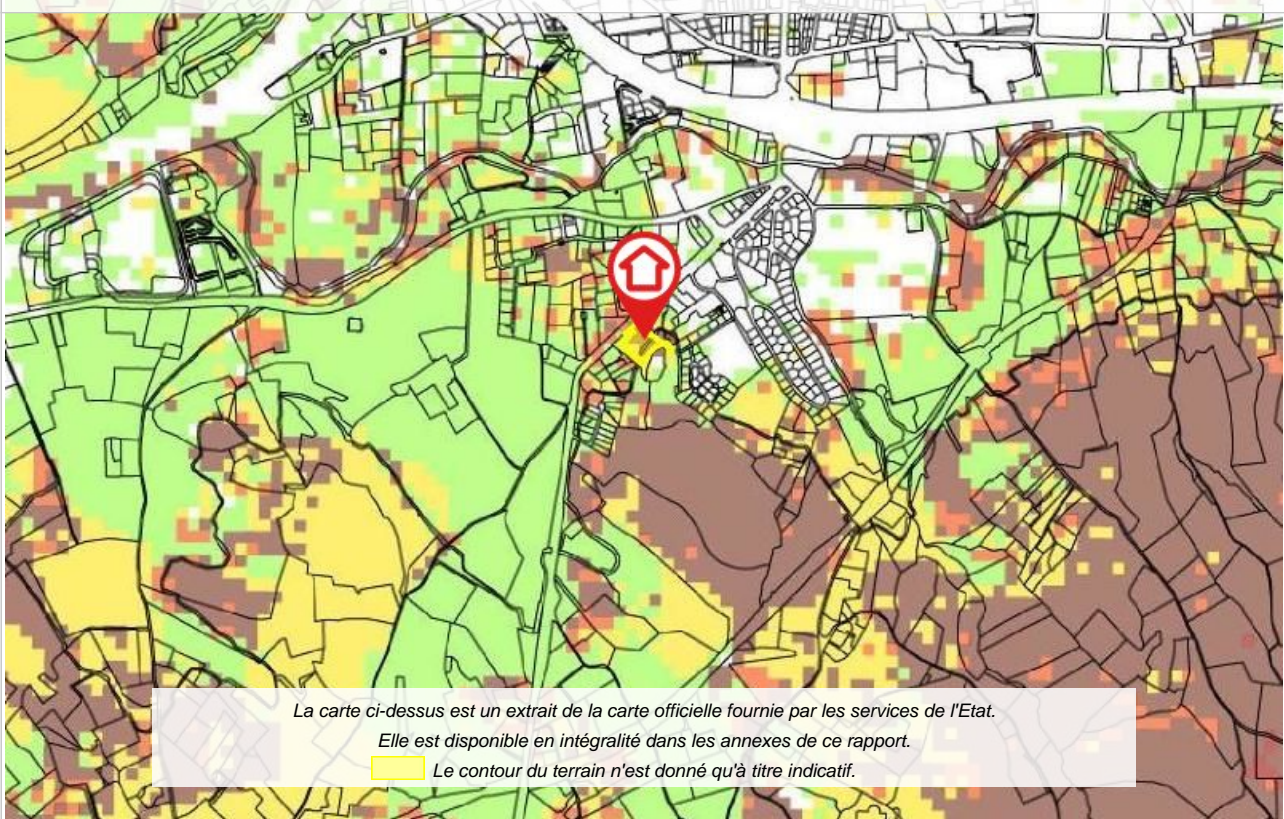 La carte ci-dessus est un extrait de la carte officielle fournie par les services de l'Etat.
Elle est disponible en intégralité dans les annexes de ce rapport.
Le contour du terrain n'est donné qu'à titre indicatif.